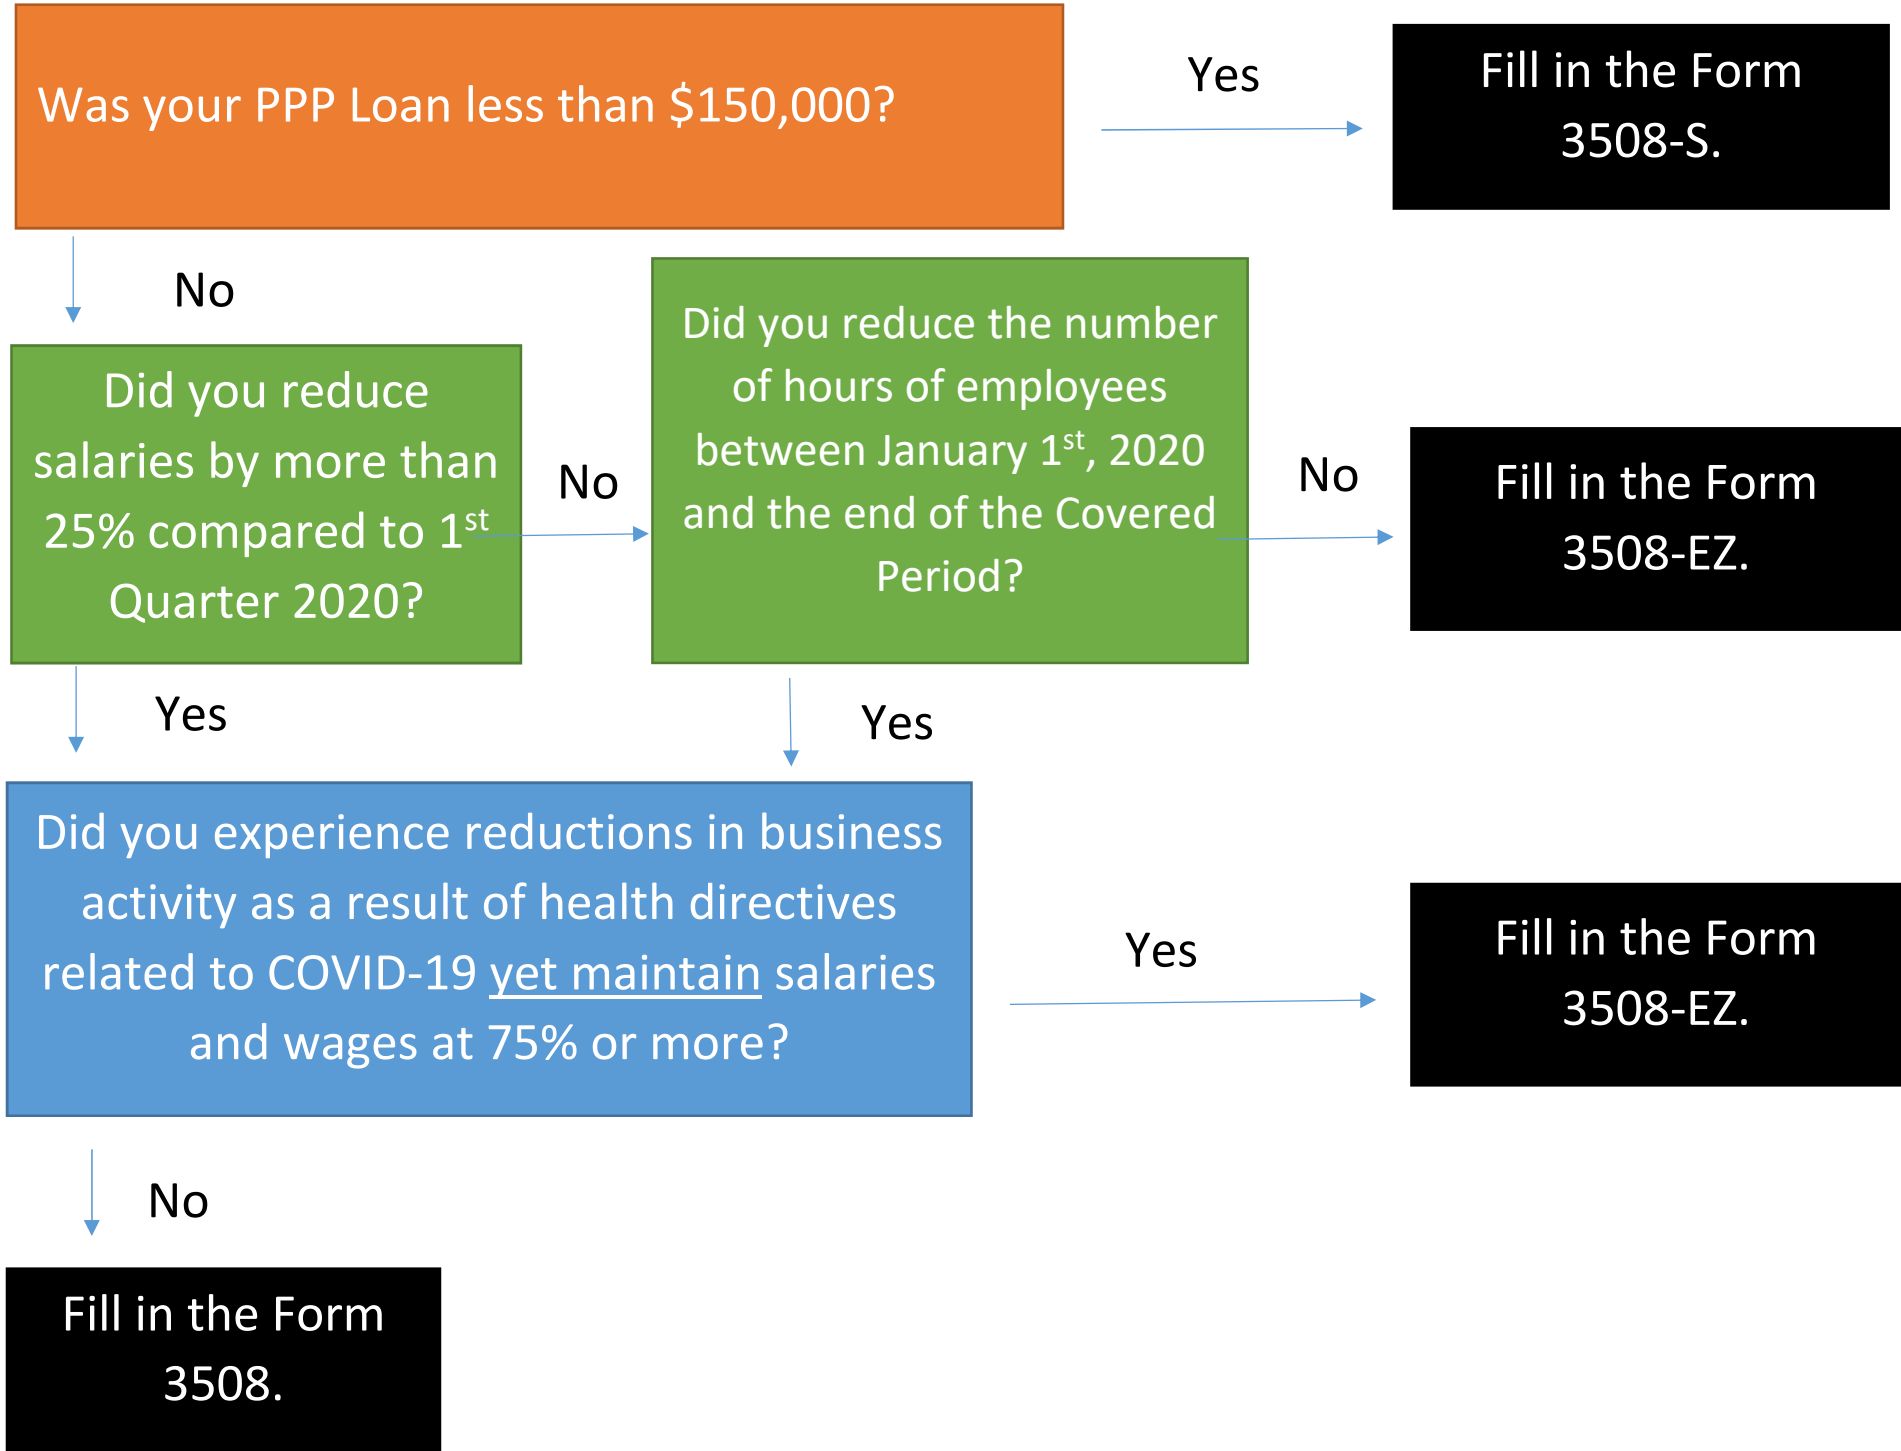 Was your PPP Loan less than $150,000?
Yes
Fill in the Form
3508-S.
No
Did you reduce
salaries by more than
25% compared to 1st
Quarter 2020?
No
Did you reduce the number
of hours of employees
between January 1st, 2020
and the end of the Covered
Period?
No
Fill in the Form
3508-EZ.
Yes
Yes
Did you experience reductions in business
activity as a result of health directives
related to COVID-19 yet maintain salaries
and wages at 75% or more?
Yes
Fill in the Form
3508-EZ.
No
Fill in the Form
3508.